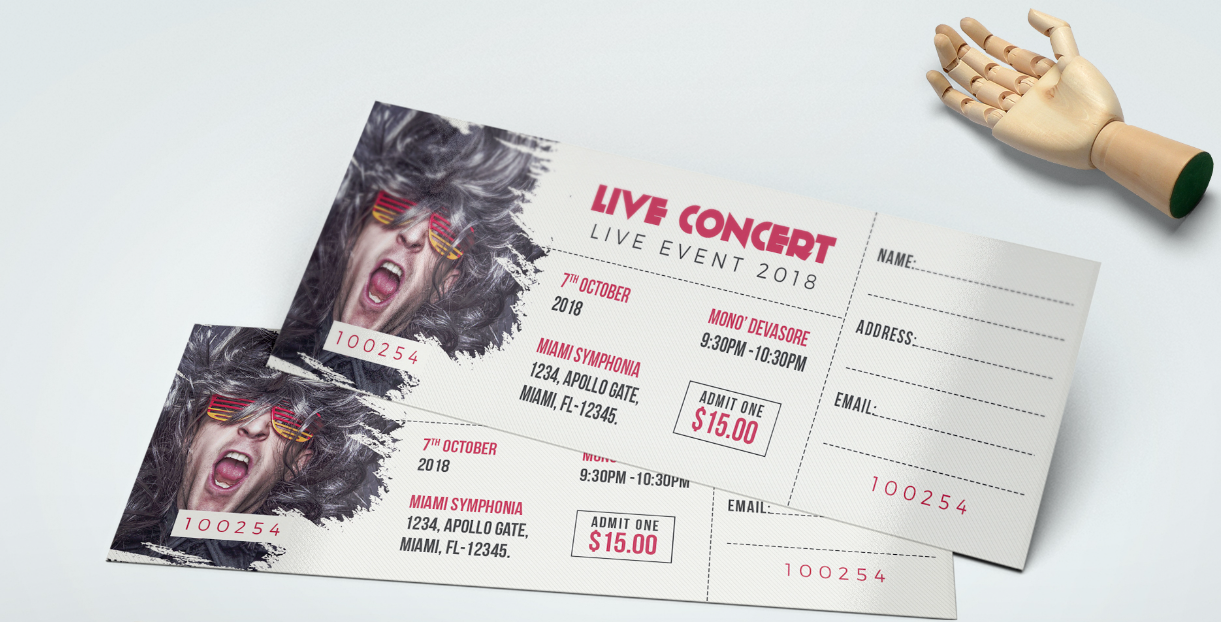 LIVE CONCERT
LIVE EVENT 2018
7TH OCTOBER
2018
MONO' DEVASORE
9:30PM -10:30PM
MIAMI SYMPHONIA
1234, APOLLO GATE,
MIAMI, FL-12345.
ADMIT ONE
$15.00
100254
NAME:
ADDRESS:
EMAIL:
100254
7TH OCTOBER
2018
9:30PM -10:30PM
MIAMI SYMPHONIA
1234, APOLLO GATE,
MIAMI, FL-12345.
ADMIT ONE
$15.00
100254
EMAIL:
100254